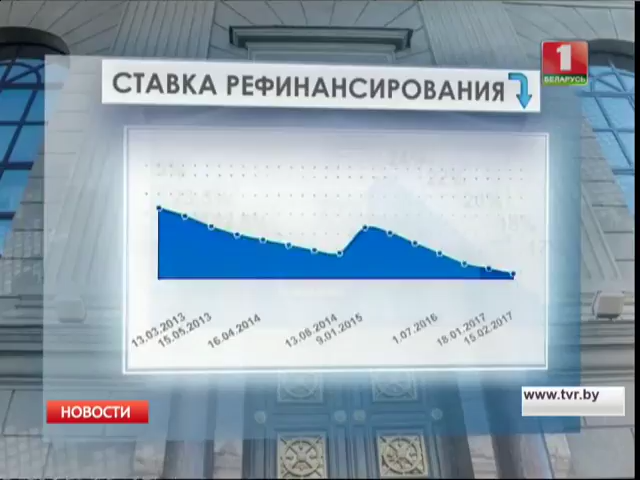 СТАВКА РЕФИНАНСИРОВАНИЯ
1
БЕЛАРУСЬ
13.03.2013
15.05.2013
16.04.2014
13.08.2014
9.01.2015
1.07.2016
18.01.2017
15.02.2017
НОВОСТИ
www.tvr.by